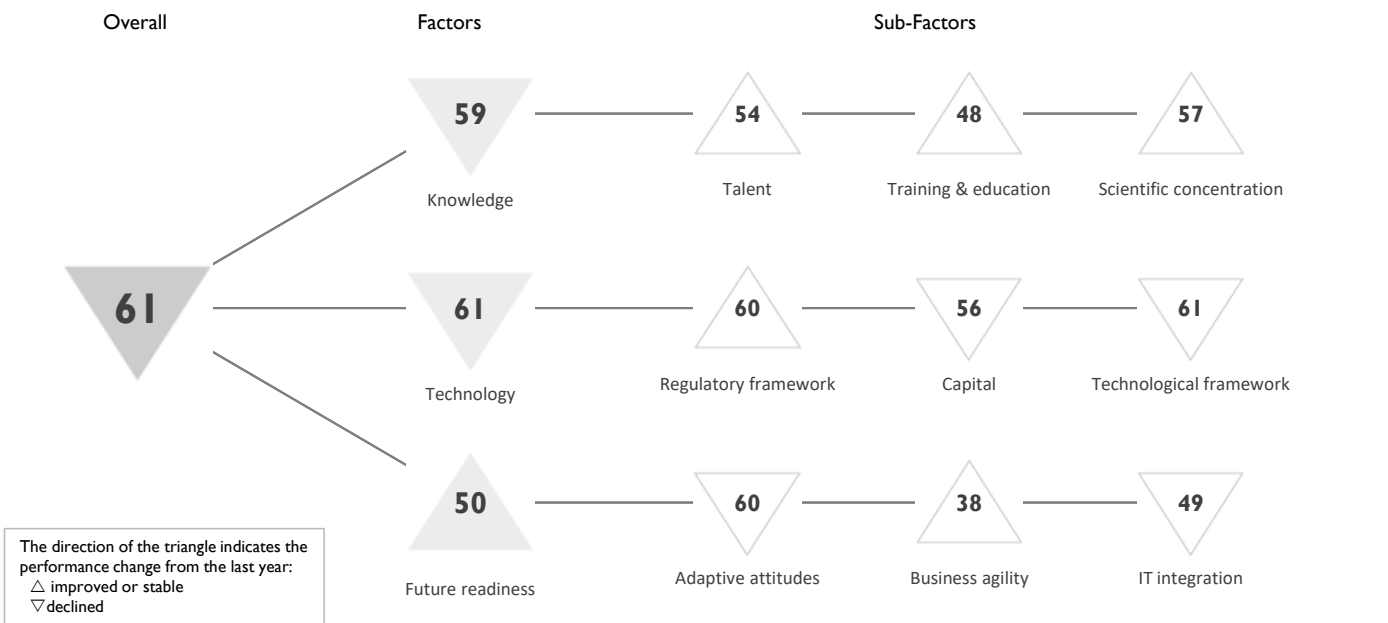 Overall
Factors
Sub-Factors
59
54
48
57
Knowledge
Talent
Training & education
Scientific concentration
61
61
60
56
61
Technology
Regulatory framework
Capital
Technological framework
50
60
38
49
Future readiness
Adaptive attitudes
Business agility
IT integration
The direction of the triangle indicates the
performance change from the last year:
△ improved or stable
▽ declined